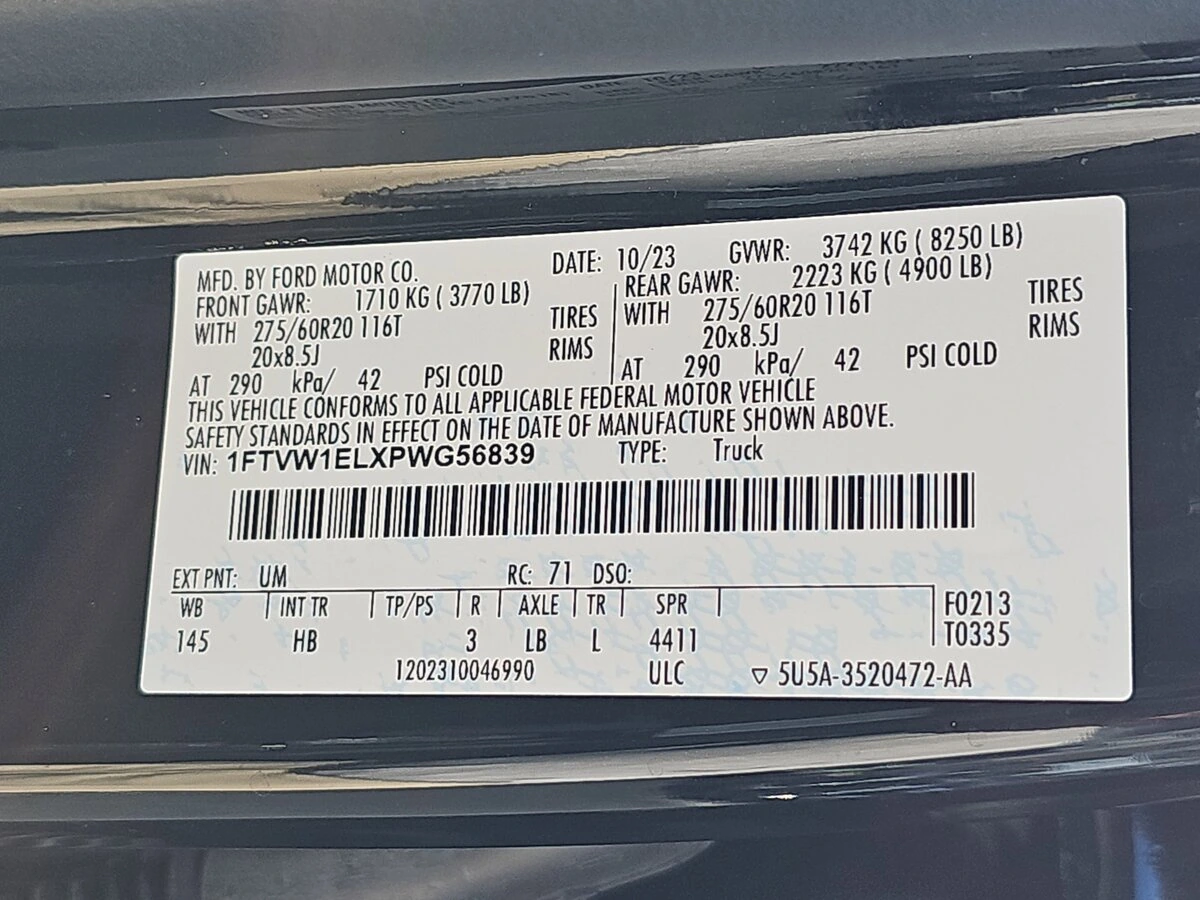 MFD. BY FORD MOTOR CO. DATE: 10/23 GVWR: 3742 KG ( 8250 LB)
FRONT GAWR: 1710 KG ( 3770 LB) REAR GAWR: 2223 KG ( 4900 LB)
WITH 275/60R20 116T TIRES WITH 275/60R20 116T TIRES
20x8.5J RIMS 20x8.5J RIMS
AT 290 kPa/ 42 PSI COLD AT 290 kPa/ 42 PSI COLD
THIS VEHICLE CONFORMS TO ALL APPLICABLE FEDERAL MOTOR VEHICLE
SAFETY STANDARDS IN EFFECT ON THE DATE OF MANUFACTURE SHOWN ABOVE.
VIN: 1FTVW1ELXPWG56839 TYPE: Truck
EXT PNT: UM RC: 71 DSO:
WB INT TR TP/PS R AXLE TR SPR F0213
145 HB 3 LB L 4411 T0335
1202310046990 ULC 5U5A-3520472-AA